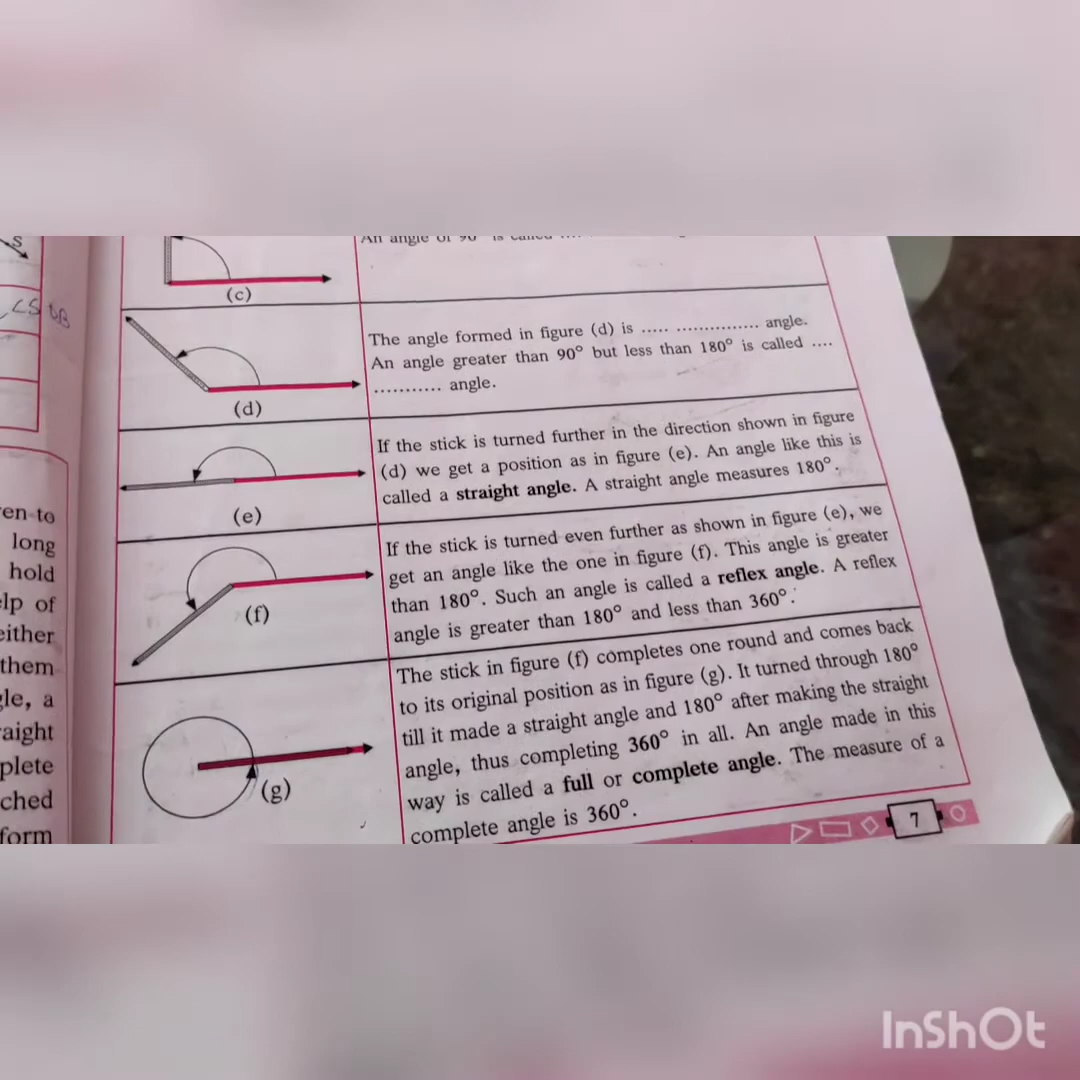 S
∠S
An angle of 90° is called ....
(c)
The angle formed in figure (d) is ..... ............... angle.
An angle greater than 90° but less than 180° is called ....
........... angle.
(d)
If the stick is turned further in the direction shown in figure
(d) we get a position as in figure (e). An angle like this is
called a straight angle. A straight angle measures 180°.
(e)
If the stick is turned even further as shown in figure (e), we
get an angle like the one in figure (f). This angle is greater
than 180°. Such an angle is called a reflex angle. A reflex
angle is greater than 180° and less than 360°.
(f)
The stick in figure (f) completes one round and comes back
to its original position as in figure (g). It turned through 180°
till it made a straight angle and 180° after making the straight
angle, thus completing 360° in all. An angle made in this
way is called a full or complete angle. The measure of a
complete angle is 360°.
(g)
en to
long
hold
elp of
either
them
gle, a
raight
plete
ched
form
7
InShOt